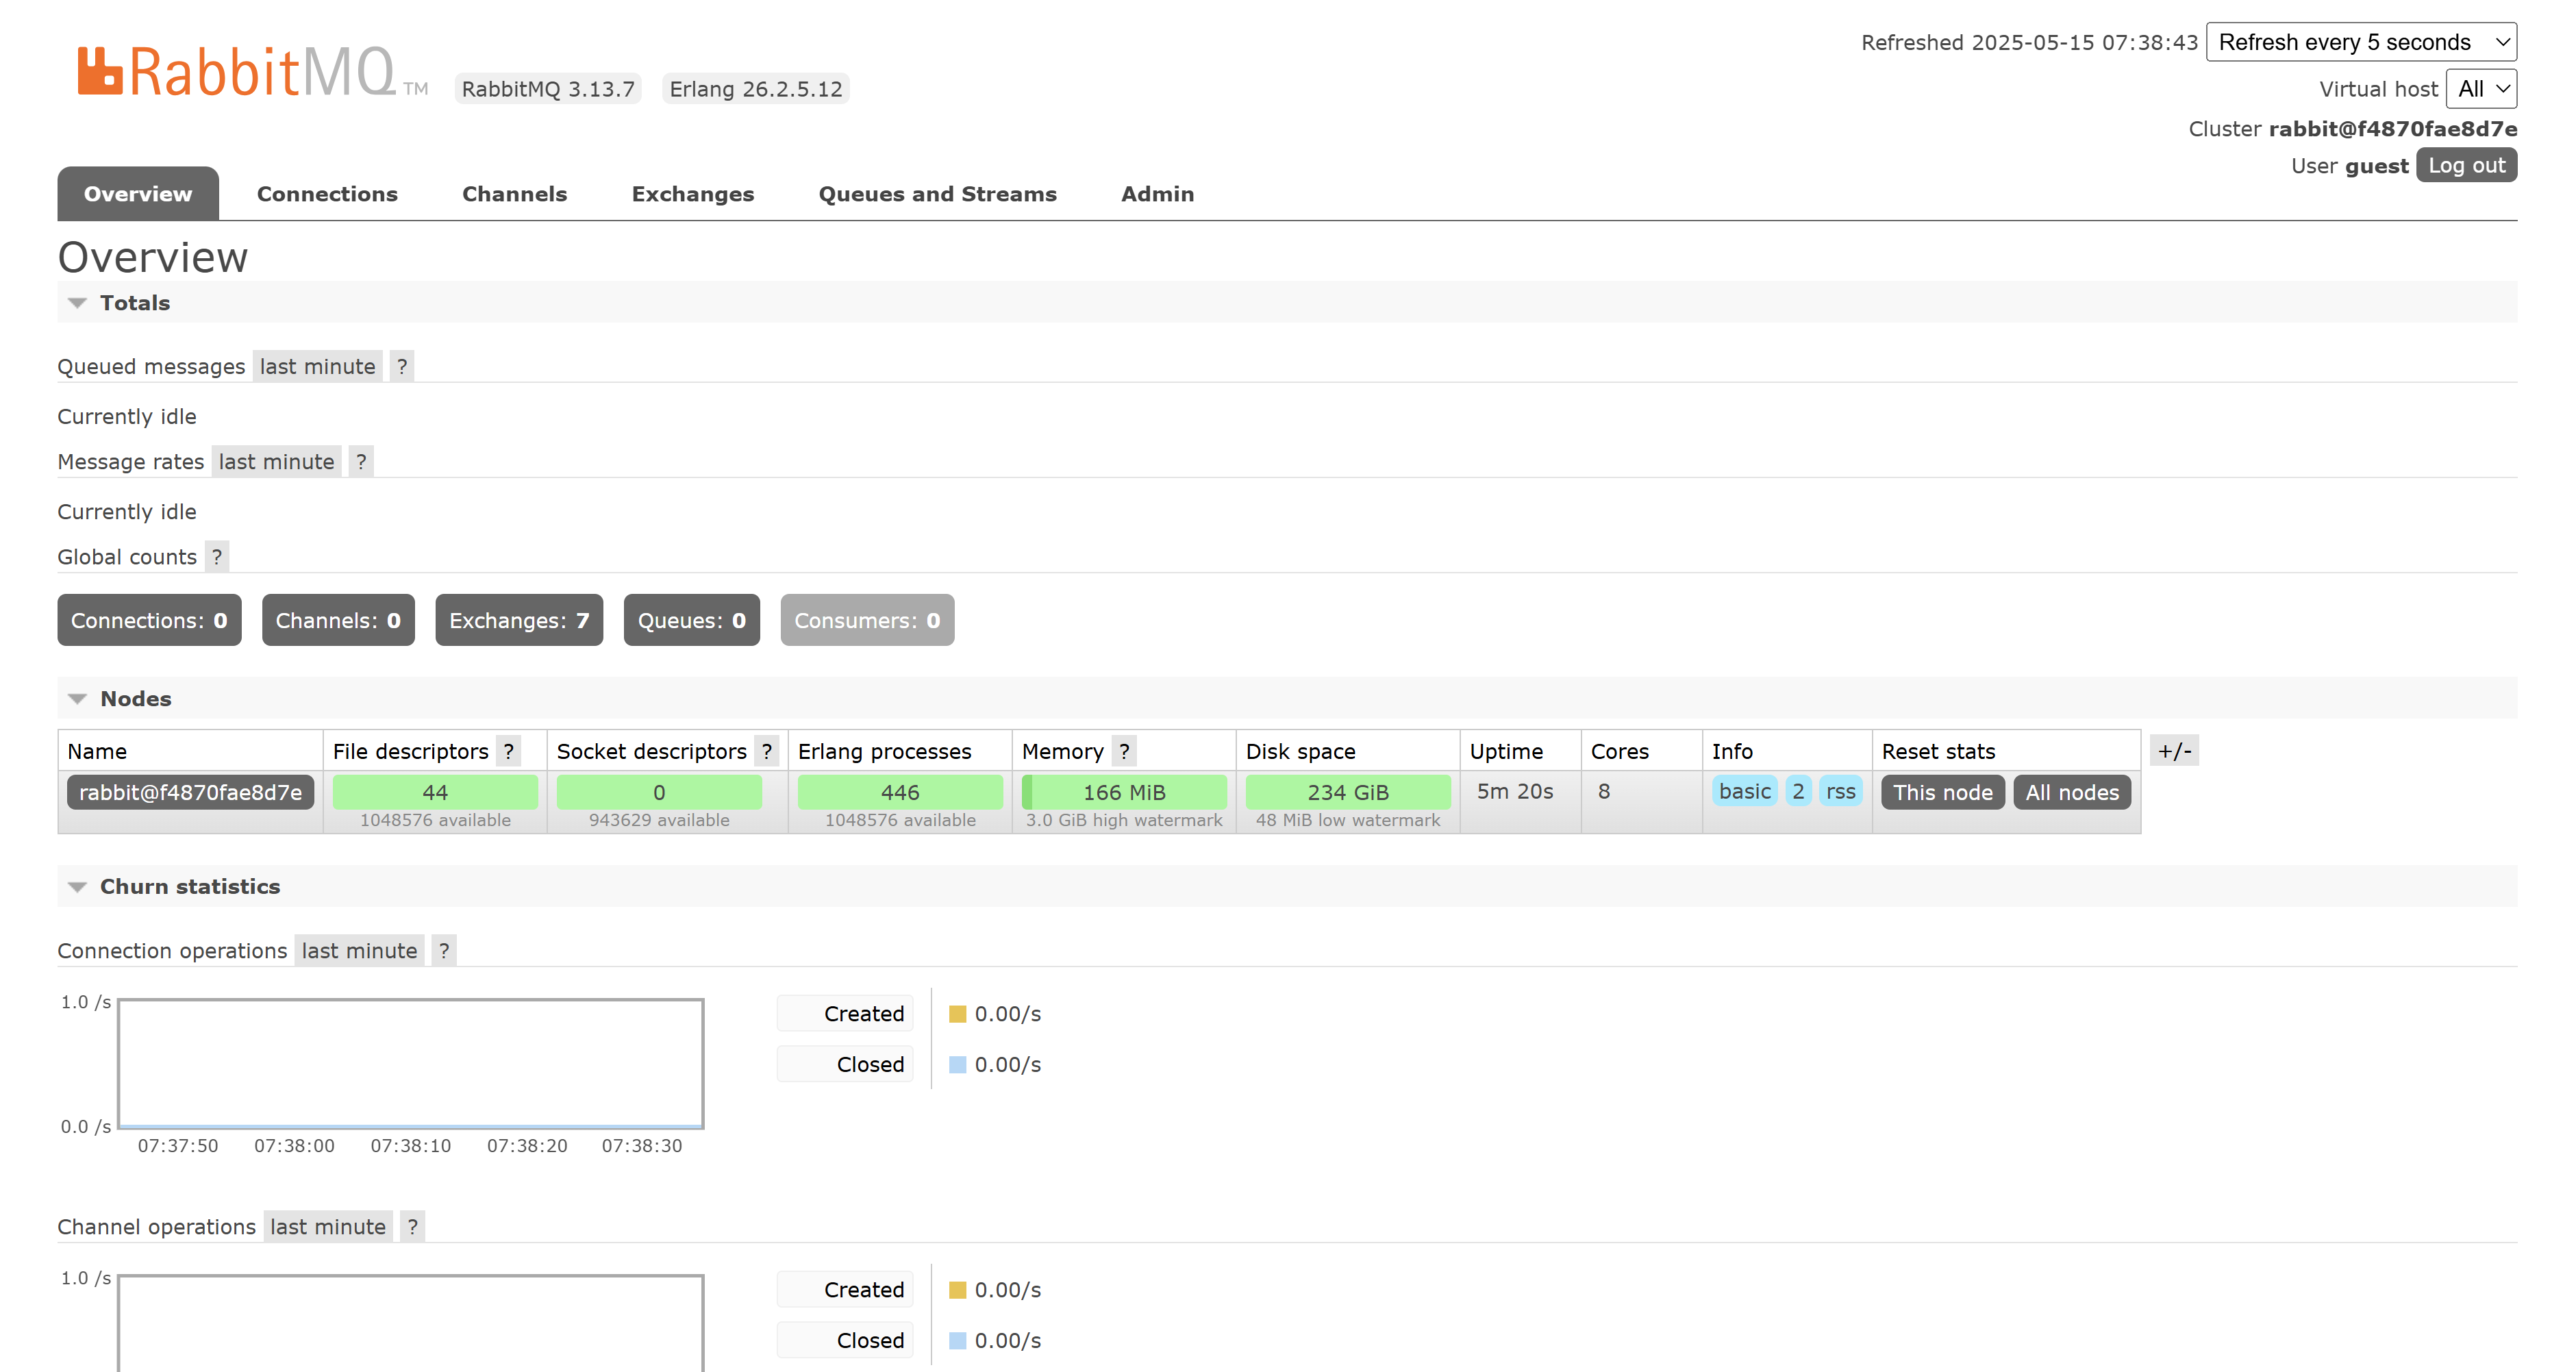 RabbitMQ TM RabbitMQ 3.13.7 Erlang 26.2.5.12
Refreshed 2025-05-15 07:38:43 Refresh every 5 seconds
Virtual host All
Cluster rabbit@f4870fae8d7e
User guest Log out
Overview Connections Channels Exchanges Queues and Streams Admin
Overview
Totals
Queued messages last minute ?
Currently idle
Message rates last minute ?
Currently idle
Global counts ?
Connections: 0 Channels: 0 Exchanges: 7 Queues: 0 Consumers: 0
Nodes
Name File descriptors ? Socket descriptors ? Erlang processes Memory ? Disk space Uptime Cores Info Reset stats +/-
rabbit@f4870fae8d7e 44 0 446 166 MiB 234 GiB 5m 20s 8 basic 2 rss This node All nodes
1048576 available 943629 available 1048576 available 3.0 GiB high watermark 48 MiB low watermark
Churn statistics
Connection operations last minute ?
1.0 /s
Created 0.00/s
Closed 0.00/s
0.0 /s
07:37:50 07:38:00 07:38:10 07:38:20 07:38:30
Channel operations last minute ?
1.0 /s
Created 0.00/s
Closed 0.00/s